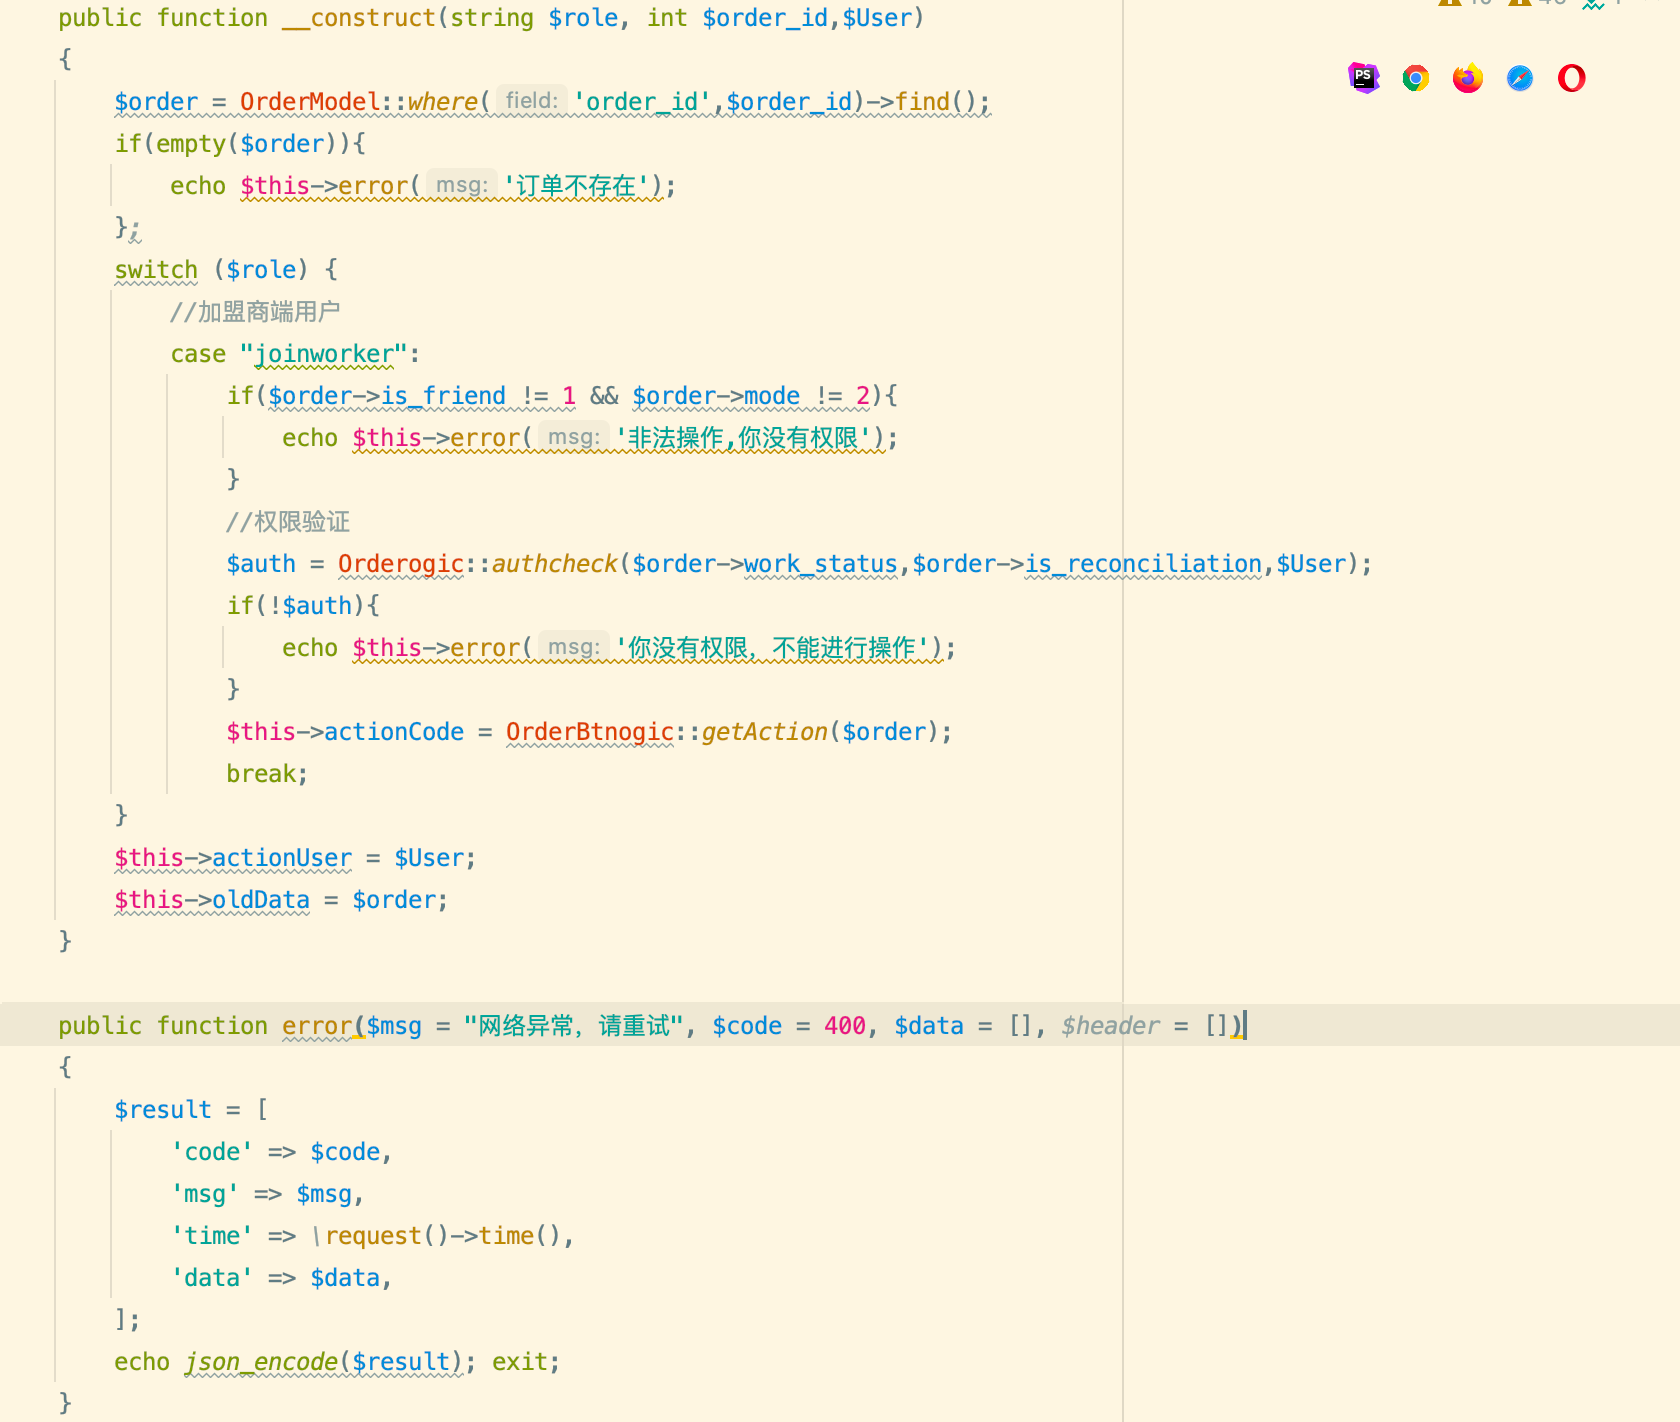 public function __construct(string $role, int $order_id,$User)
{
PS
$order = OrderModel::where( field: 'order_id',$order_id)->find();
if(empty($order)){
echo $this->error( msg: '订单不存在');
};
switch ($role) {
//加盟商端用户
case "joinworker":
if($order->is_friend != 1 && $order->mode != 2){
echo $this->error( msg: '非法操作,你没有权限');
}
//权限验证
$auth = Orderogic::authcheck($order->work_status,$order->is_reconciliation,$User);
if(!$auth){
echo $this->error( msg: '你没有权限，不能进行操作');
}
$this->actionCode = OrderBtnogic::getAction($order);
break;
}
$this->actionUser = $User;
$this->oldData = $order;
}
public function error($msg = "网络异常，请重试", $code = 400, $data = [], $header = [])
{
$result = [
'code' => $code,
'msg' => $msg,
'time' => \request()->time(),
'data' => $data,
];
echo json_encode($result); exit;
}